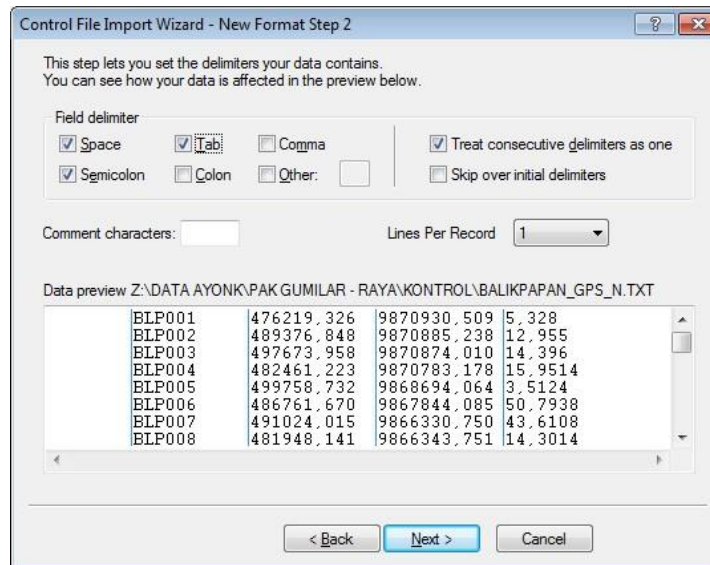 Control File Import Wizard - New Format Step 2
This step lets you set the delimiters your data contains.
You can see how your data is affected in the preview below.
Field delimiter
Space Tab Comma Treat consecutive delimiters as one
Semicolon Colon Other: Skip over initial delimiters
Comment characters: Lines Per Record 1
Data preview Z:\DATA AYONK\PAK GUMILAR - RAYA\KONTROL\BALIKPAPAN_GPS_N.TXT
BLP001 476219,326 9870930,509 5,328
BLP002 489376,848 9870885,238 12,955
BLP003 497673,958 9870874,010 14,396
BLP004 482461,223 9870783,178 15,9514
BLP005 499758,732 9868694,064 3,5124
BLP006 486761,670 9867844,085 50,7938
BLP007 491024,015 9866330,750 43,6108
BLP008 481948,141 9866343,751 14,3014
< Back Next > Cancel